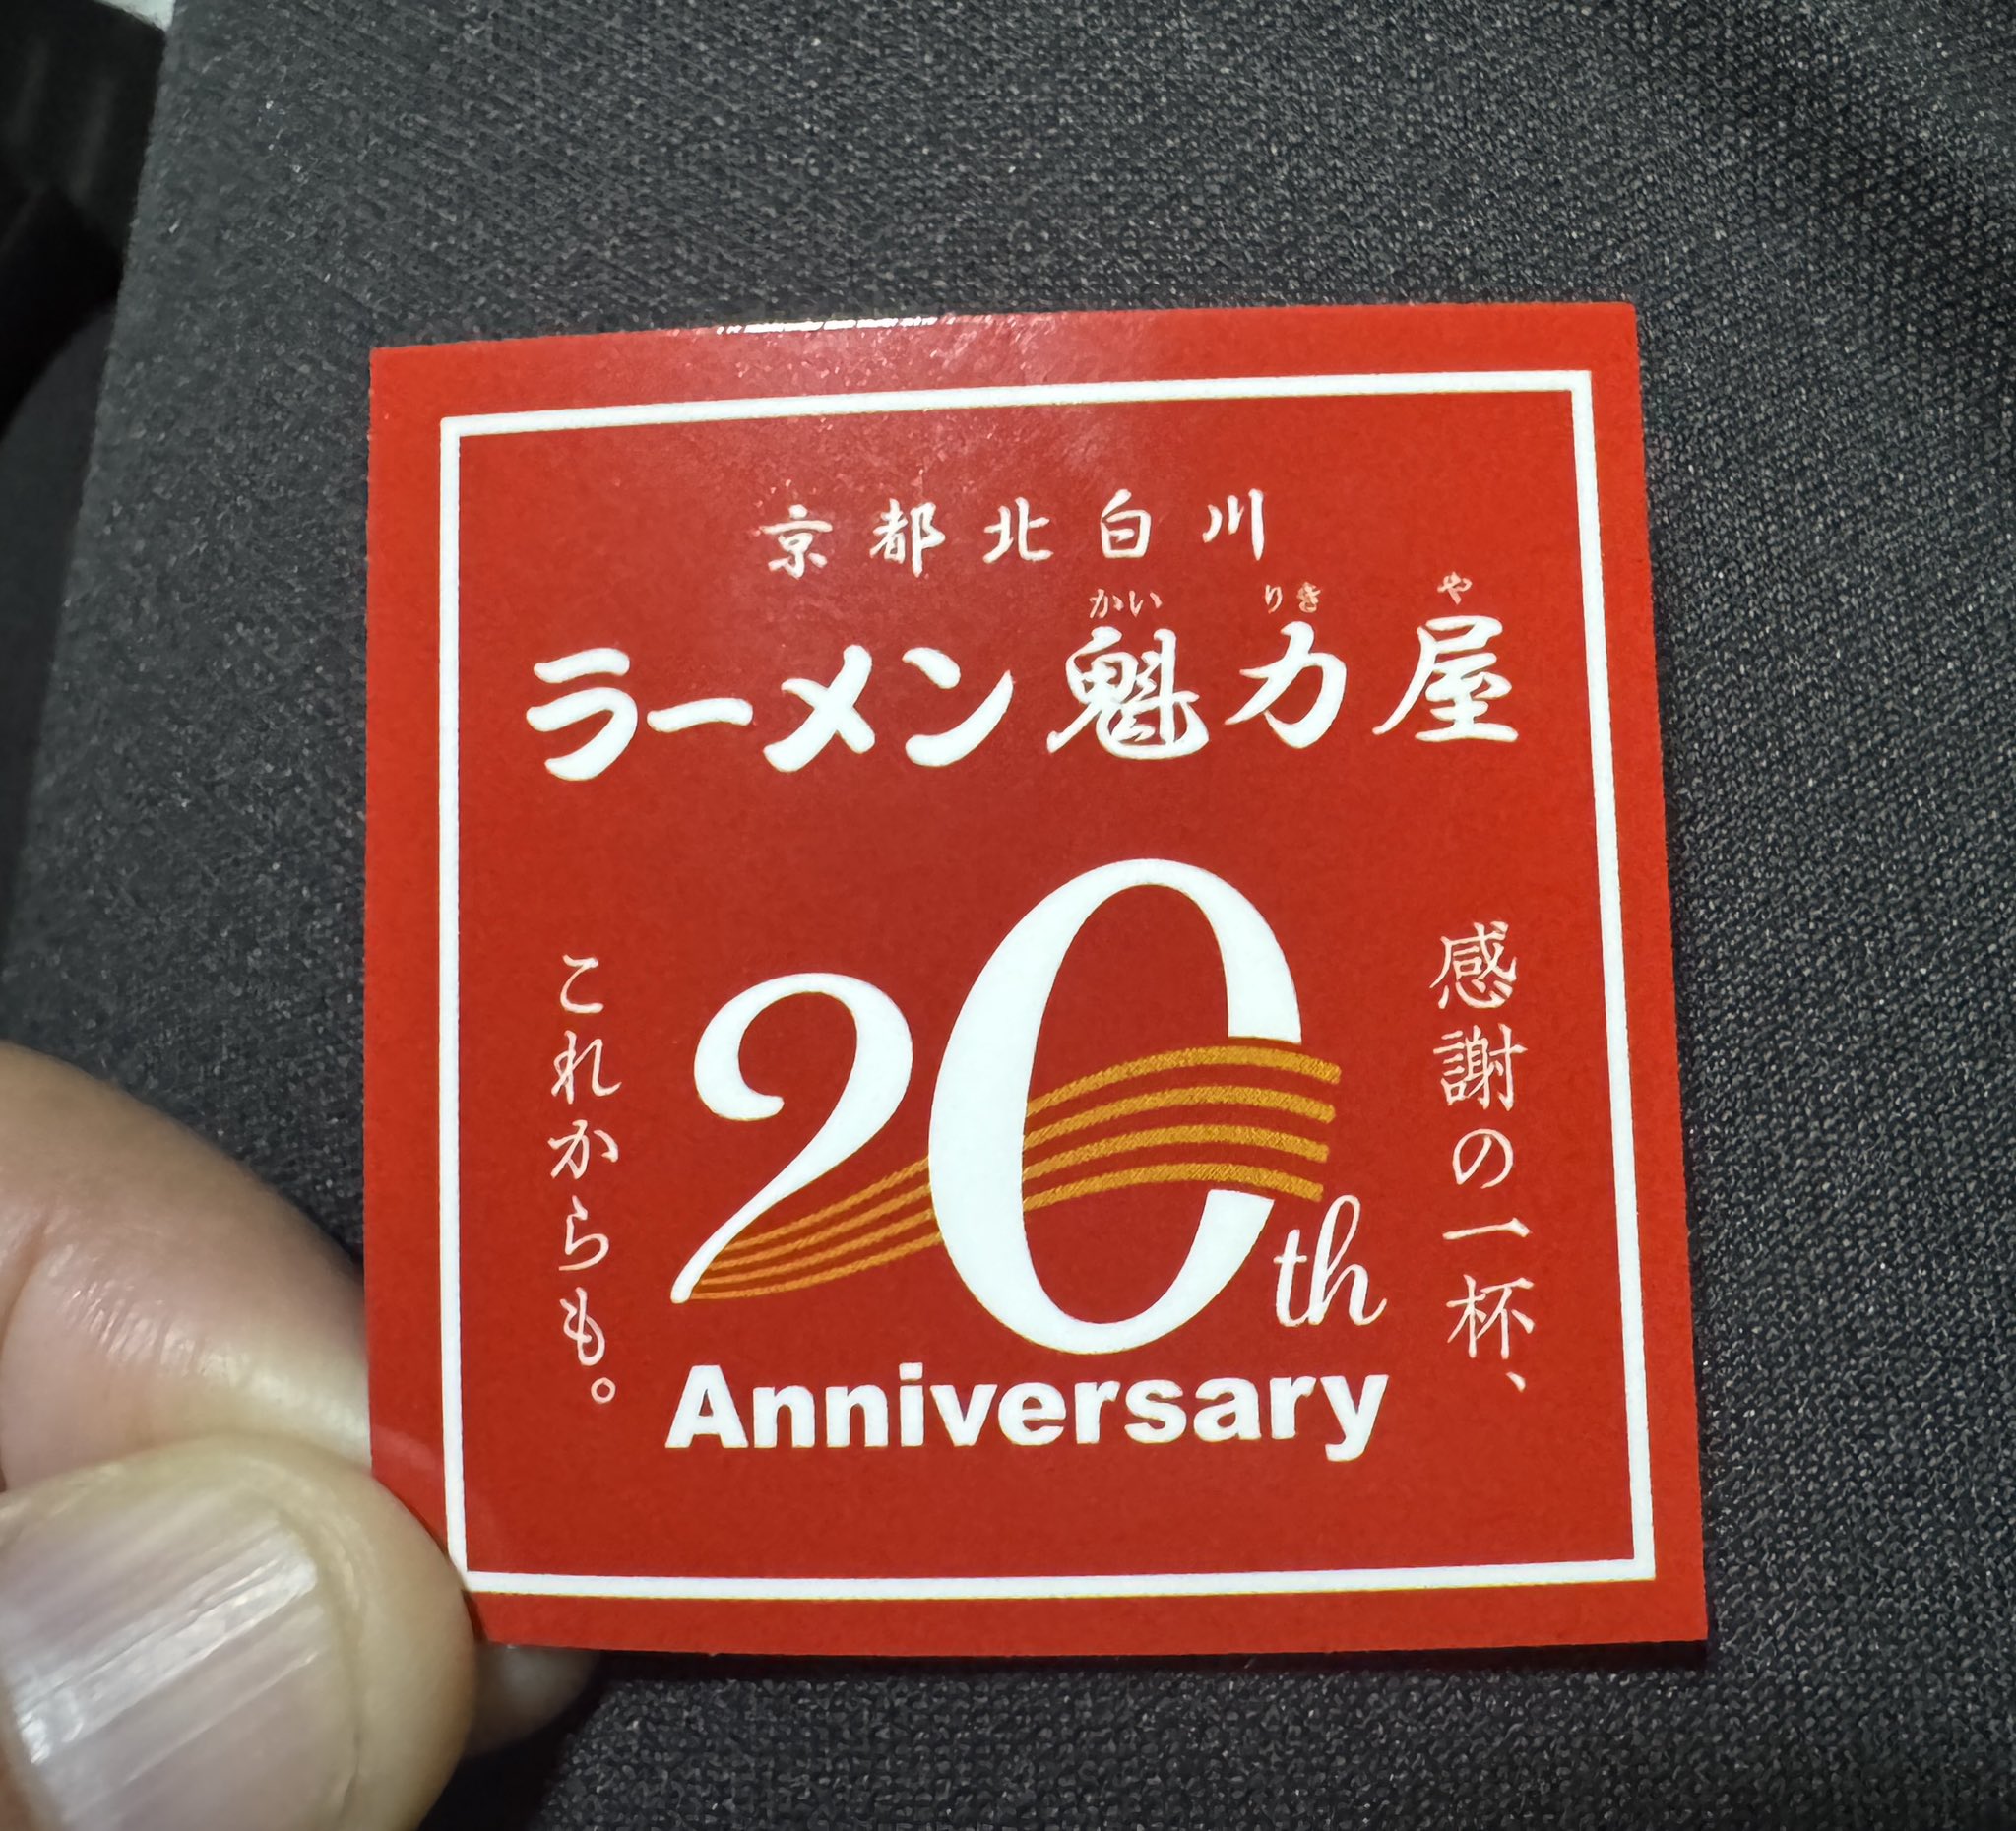 京都北白川
かい りき や
ラーメン魁力屋
感謝の一杯、
これからも。
20th
Anniversary